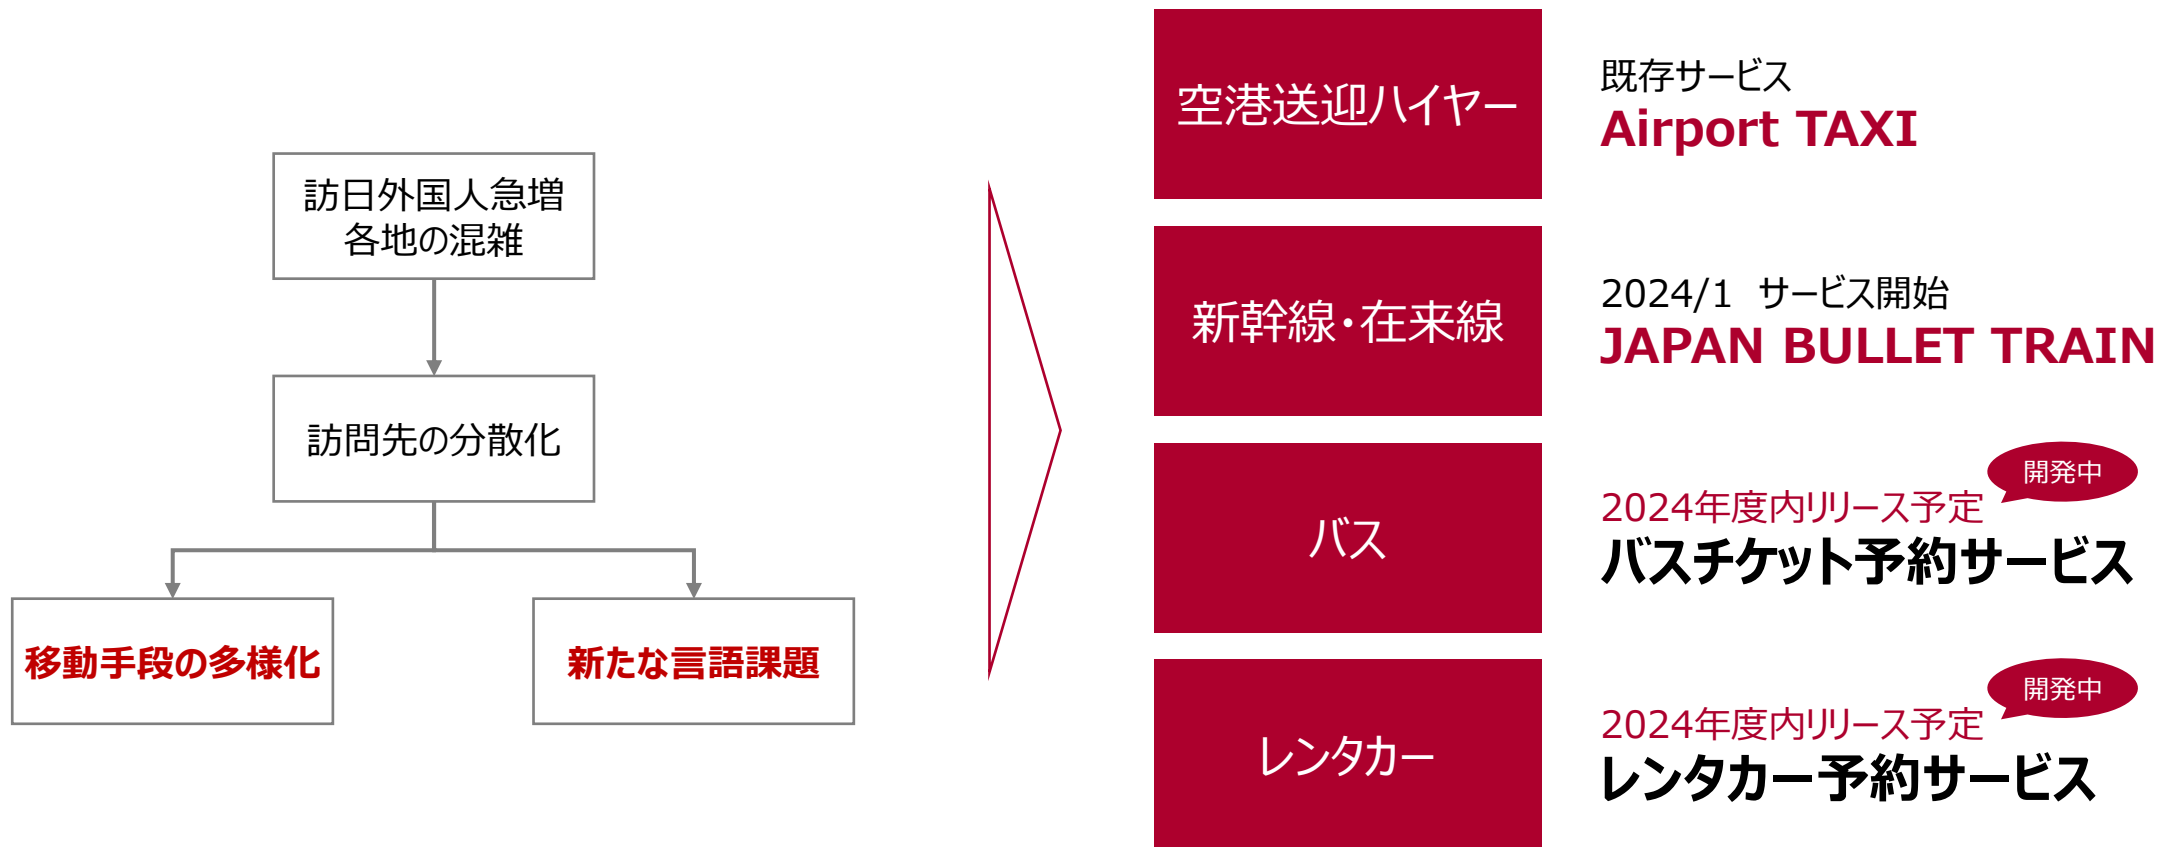 訪日外国人急増
各地の混雑
訪問先の分散化
移動手段の多様化
新たな言語課題
空港送迎ハイヤー
既存サービス
Airport TAXI
新幹線・在来線
2024/1 サービス開始
JAPAN BULLET TRAIN
バス
開発中
2024年度内リリース予定
バスチケット予約サービス
レンタカー
開発中
2024年度内リリース予定
レンタカー予約サービス